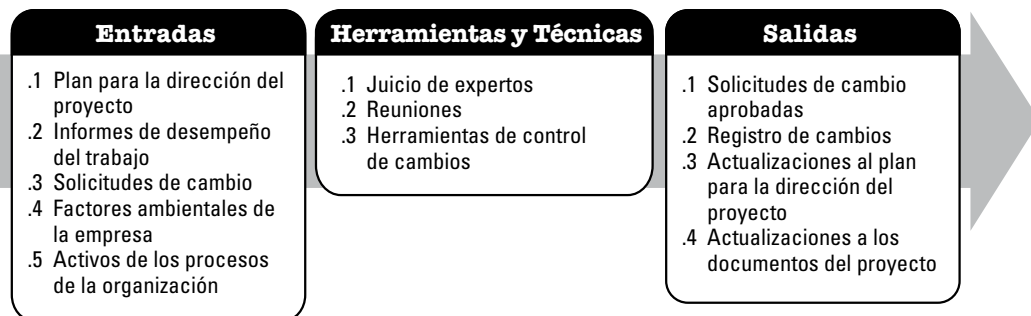 Entradas
.1 Plan para la dirección del
proyecto
.2 Informes de desempeño
del trabajo
.3 Solicitudes de cambio
.4 Factores ambientales de
la empresa
.5 Activos de los procesos
de la organización
Herramientas y Técnicas
.1 Juicio de expertos
.2 Reuniones
.3 Herramientas de control
de cambios
Salidas
.1 Solicitudes de cambio
aprobadas
.2 Registro de cambios
.3 Actualizaciones al plan
para la dirección del
proyecto
.4 Actualizaciones a los
documentos del proyecto